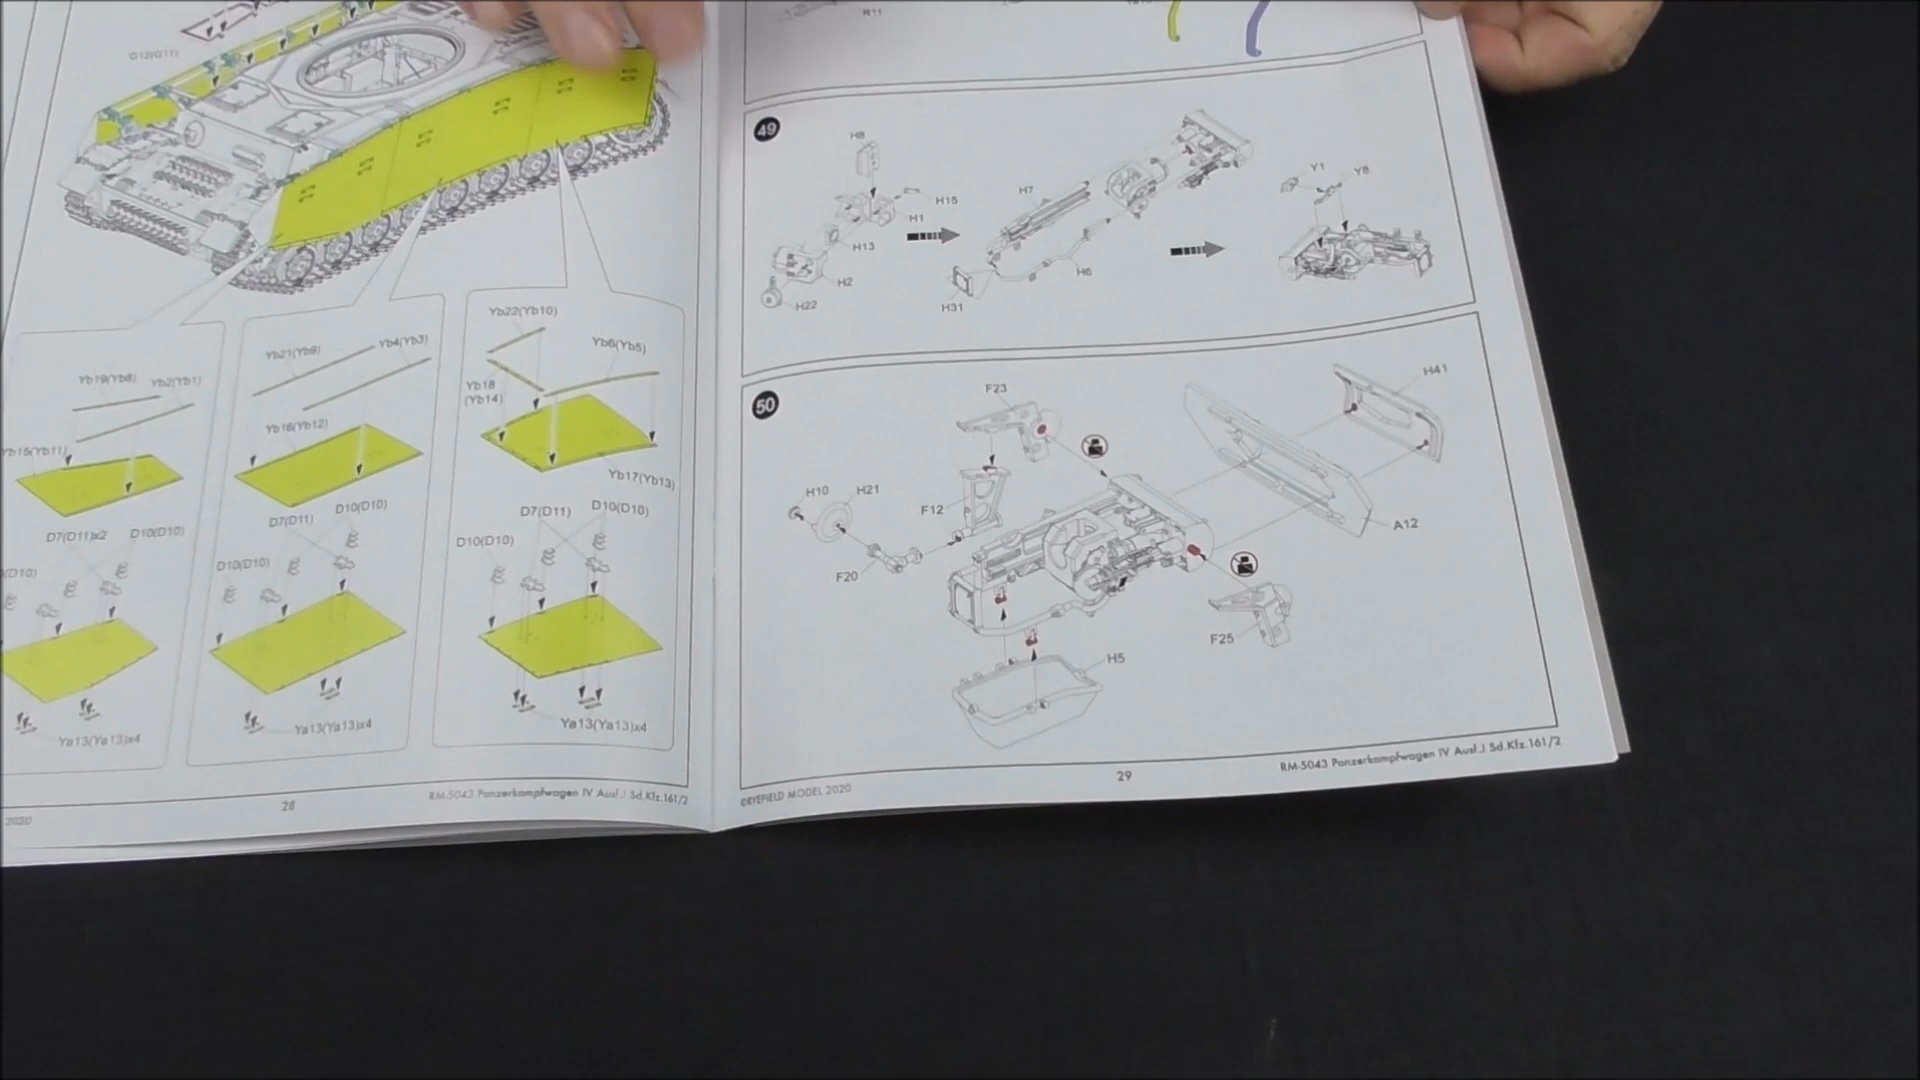 G12(G11)
Yb19(Yb8)
Yb2(Yb1)
Yb15(Yb11)
D7(D11)x2
D10(D10)
(D10)
Ya13(Ya13)x4
Yb21(Yb9)
Yb4(Yb3)
Yb16(Yb12)
D7(D11)
D10(D10)
D10(D10)
Ya13(Ya13)x4
Yb22(Yb10)
Yb6(Yb5)
Yb18
(Yb14)
Yb17(Yb13)
D7(D11)
D10(D10)
D10(D10)
Ya13(Ya13)x4
2020
28
RM-5043 Panzerkampfwagen IV Ausf.J Sd.Kfz.161/2
R11
49
H8
H15
H1
H13
H2
H22
H7
H6
H31
Y1
Y8
50
F23
H41
H10
H21
F12
A12
F20
F25
H5
©RYEFIELD MODEL 2020
29
RM-5043 Panzerkampfwagen IV Ausf.J Sd.Kfz.161/2